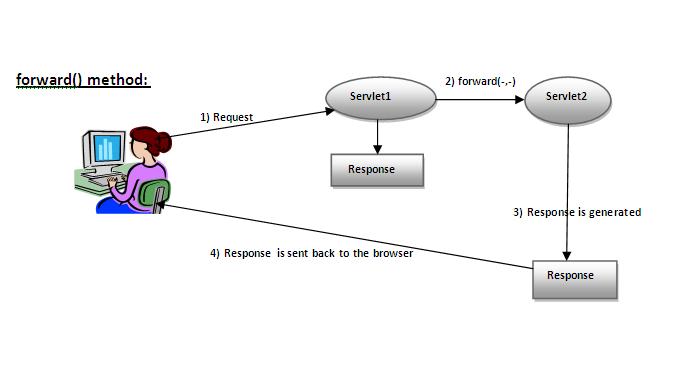 forward() method:
2) forward(-,-)
Servlet1
Servlet2
1) Request
Response
3) Response is generated
4) Response is sent back to the browser
Response